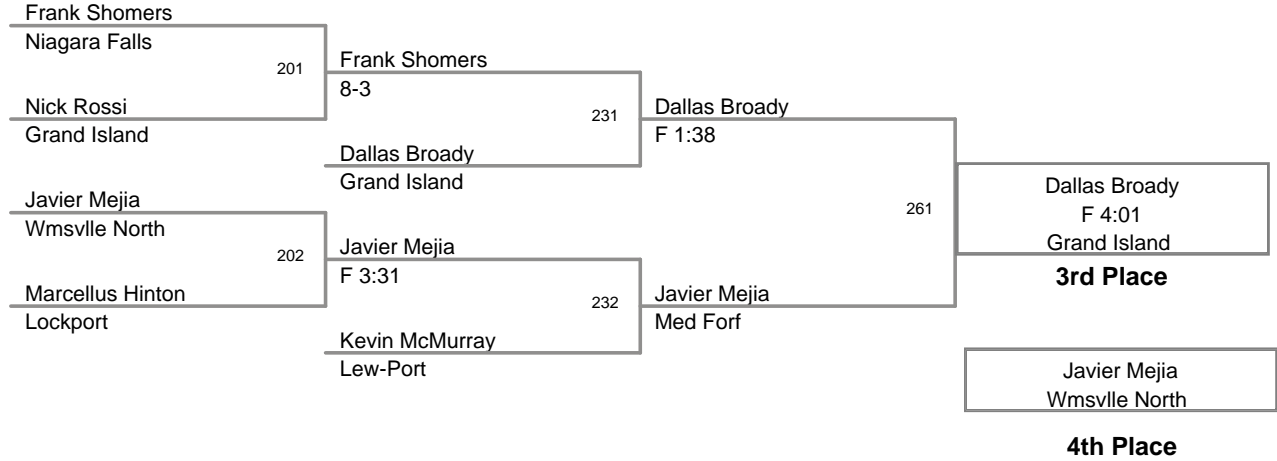 Frank Shomers
Niagara Falls
201
Nick Rossi
Grand Island
Javier Mejia
Wmsvlle North
202
Marcellus Hinton
Lockport
Frank Shomers
8-3
231
Dallas Broady
Grand Island
Javier Mejia
F 3:31
232
Kevin McMurray
Lew-Port
Dallas Broady
F 1:38
261
Javier Mejia
Med Forf
Dallas Broady
F 4:01
Grand Island
3rd Place
Javier Mejia
Wmsvlle North
4th Place